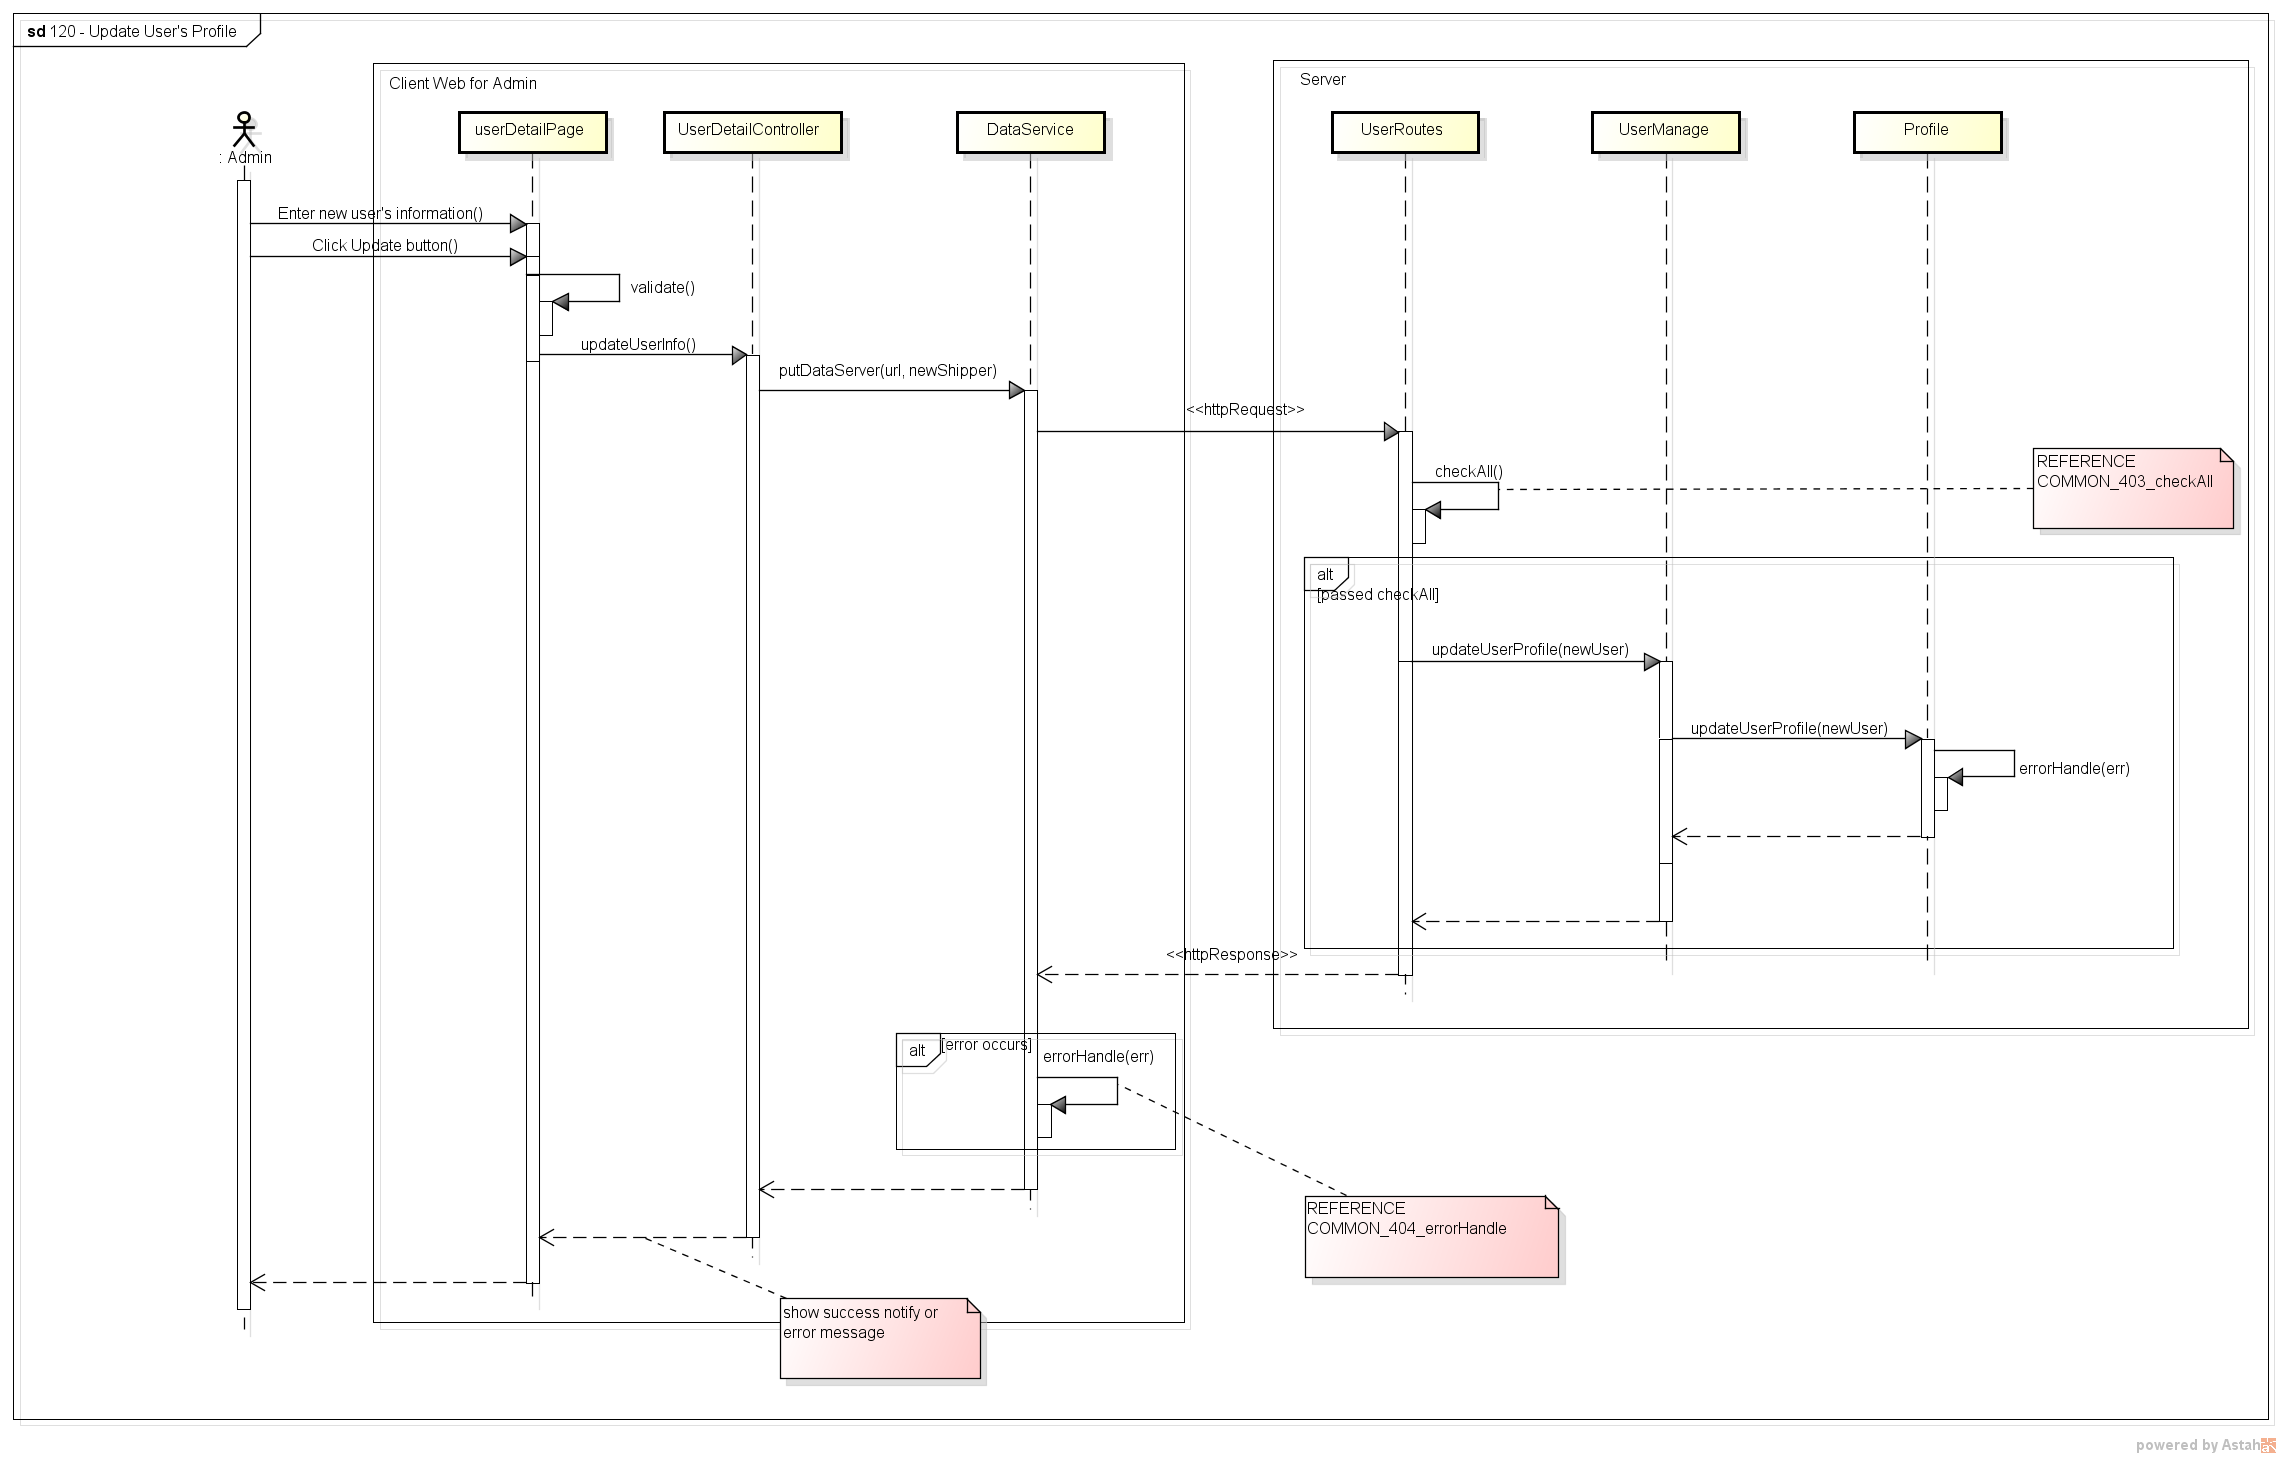 sd 120 - Update User's Profile
Client Web for Admin
Server
: Admin
userDetailPage
UserDetailController
DataService
UserRoutes
UserManage
Profile
Enter new user's information()
Click Update button()
validate()
updateUserInfo()
putDataServer(url, newShipper)
<<httpRequest>>
checkAll()
REFERENCE
COMMON_403_checkAll
alt
[passed checkAll]
updateUserProfile(newUser)
updateUserProfile(newUser)
errorHandle(err)
<<httpResponse>>
alt
[error occurs]
errorHandle(err)
REFERENCE
COMMON_404_errorHandle
show success notify or
error message
powered by Astah